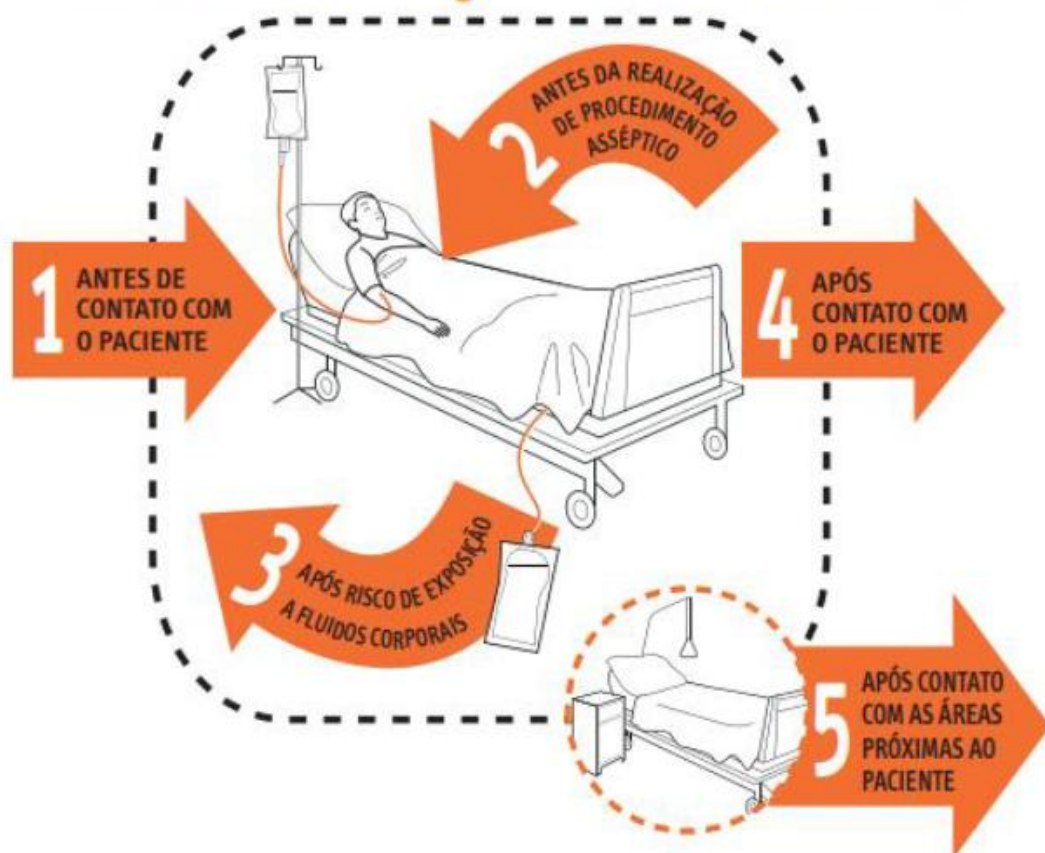 1
ANTES DE
CONTATO COM
O PACIENTE
2
ANTES DA REALIZAÇÃO
DE PROCEDIMENTO
ASSÉPTICO
3
APÓS RISCO DE EXPOSIÇÃO
A FLUIDOS CORPORAIS
4
APÓS
CONTATO COM
O PACIENTE
5
APÓS CONTATO
COM AS ÁREAS
PRÓXIMAS AO
PACIENTE